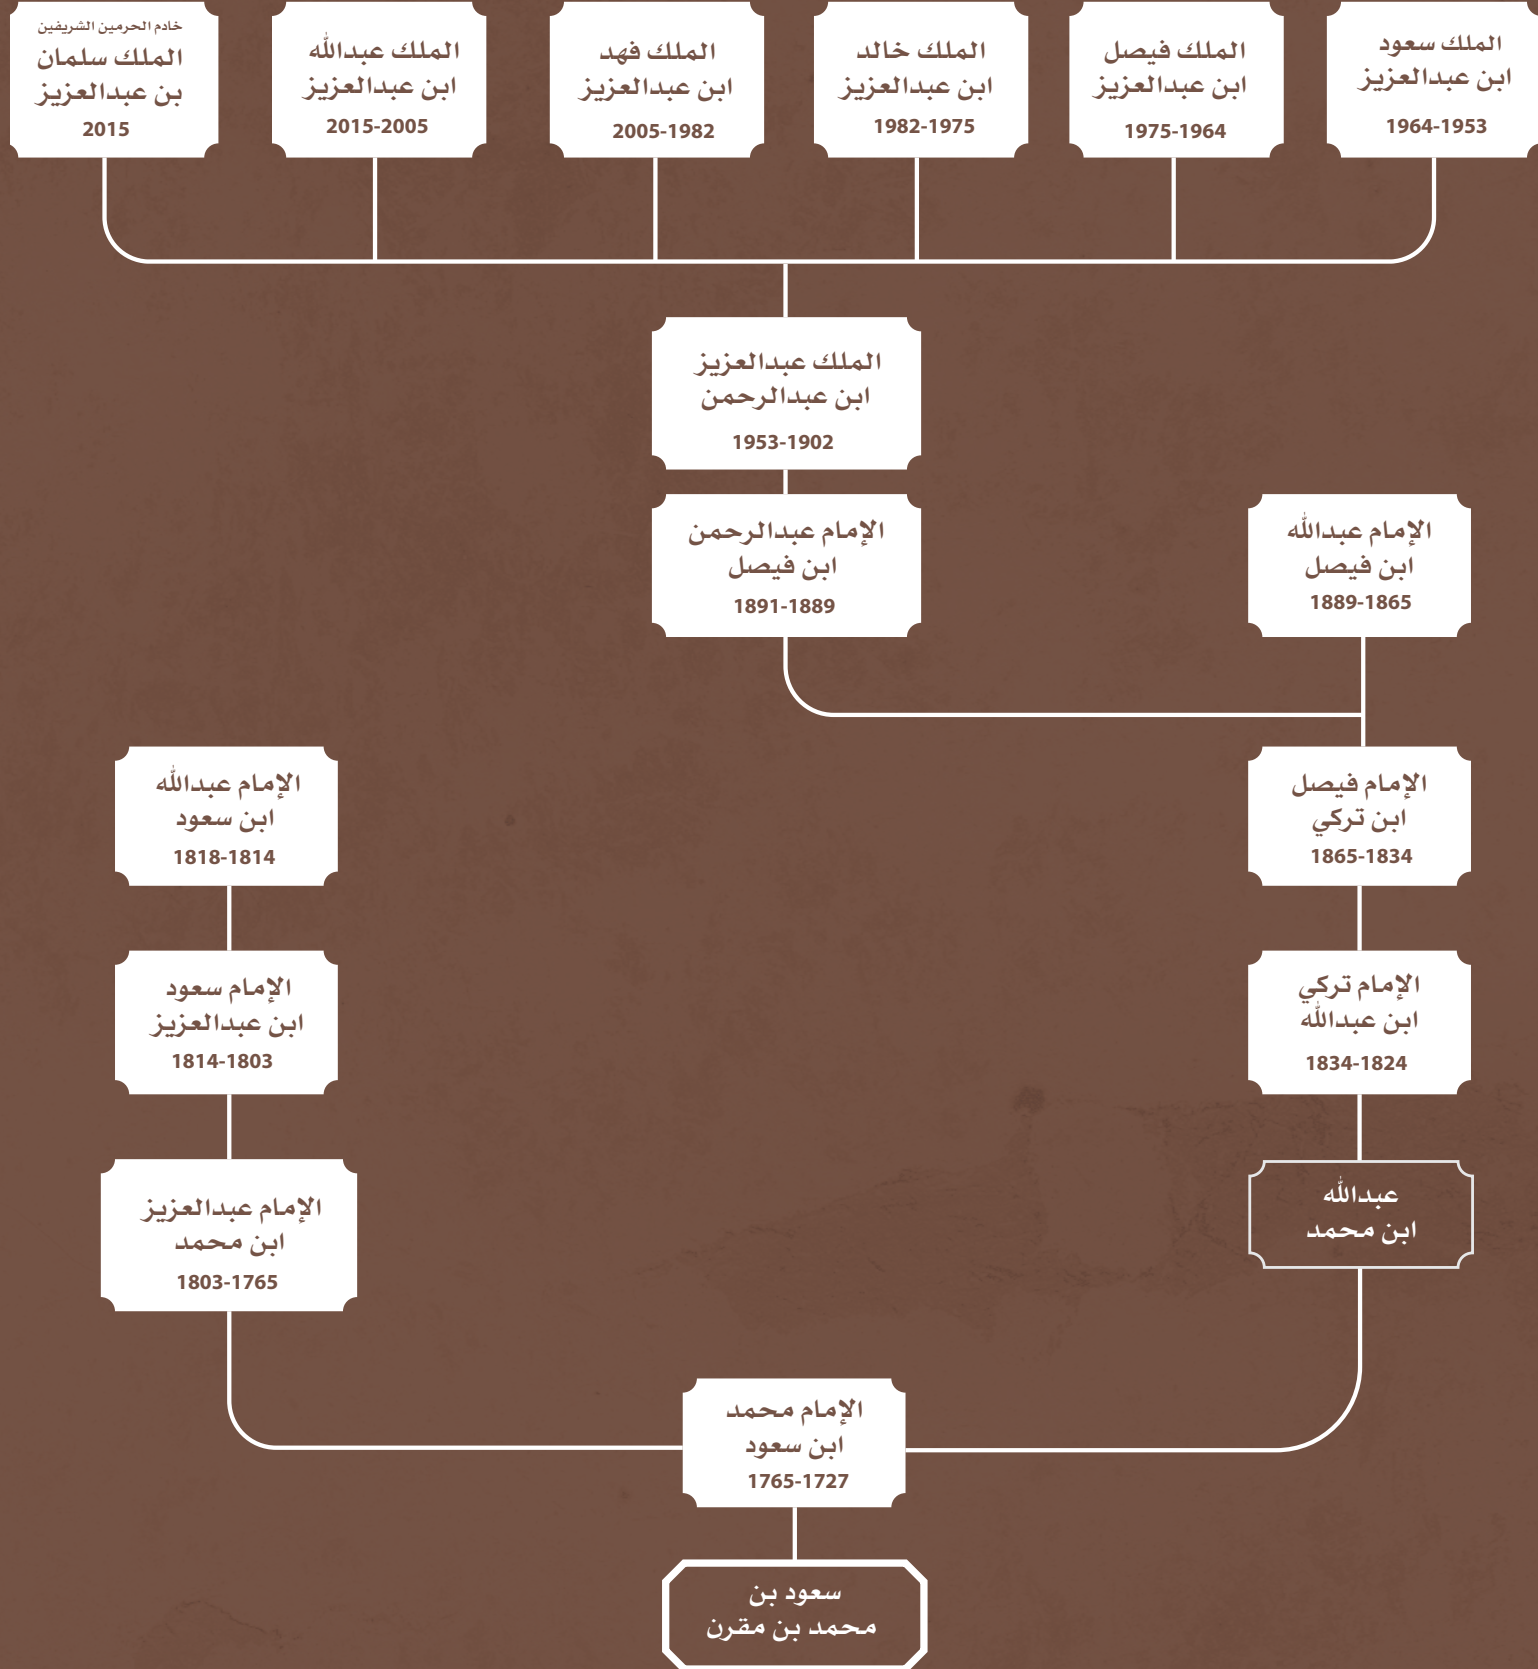 الملك سعود
ابن عبدالعزيز
1964-1953
الملك فيصل
ابن عبدالعزيز
1975-1964
الملك خالد
ابن عبدالعزيز
1982-1975
الملك فهد
ابن عبدالعزيز
2005-1982
الملك عبدالله
ابن عبدالعزيز
2015-2005
خادم الحرمين الشريفين
الملك سلمان
بن عبدالعزيز
2015
الملك عبدالعزيز
ابن عبدالرحمن
1953-1902
الإمام عبدالله
ابن فيصل
1889-1865
الإمام عبدالرحمن
ابن فيصل
1891-1889
الإمام فيصل
ابن تركي
1865-1834
الإمام عبدالله
ابن سعود
1818-1814
الإمام تركي
ابن عبدالله
1834-1824
الإمام سعود
ابن عبدالعزيز
1814-1803
عبدالله
ابن محمد
الإمام عبدالعزيز
ابن محمد
1803-1765
الإمام محمد
ابن سعود
1765-1727
سعود بن
محمد بن مقرن